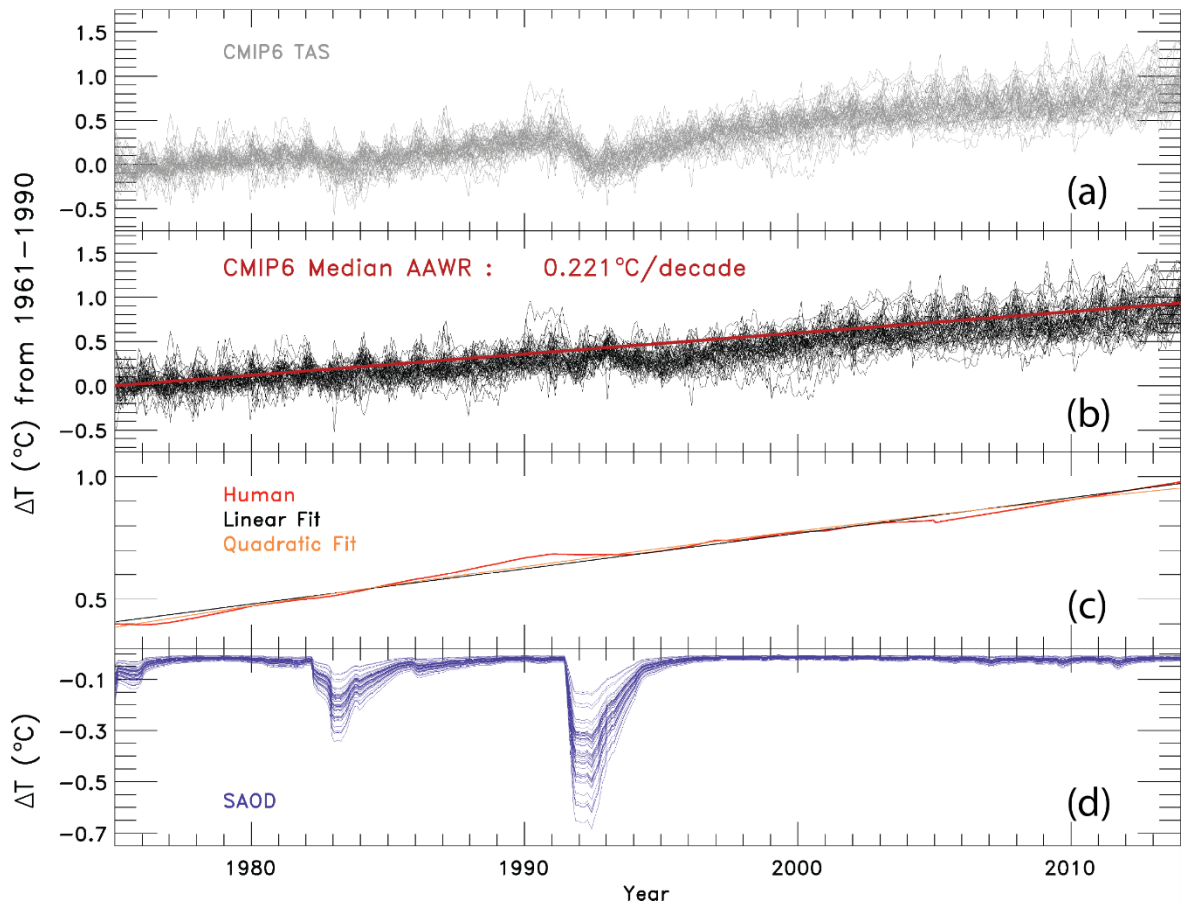 ΔT (°C) from 1961–1990
1.5
1.0
0.5
0.0
−0.5
CMIP6 TAS
(a)
1.5
1.0
0.5
0.0
−0.5
CMIP6 Median AAWR : 0.221°C/decade
(b)
1.0
0.5
Human
Linear Fit
Quadratic Fit
(c)
ΔT (°C)
−0.1
−0.3
−0.5
−0.7
SAOD
(d)
1980 1990 2000 2010
Year